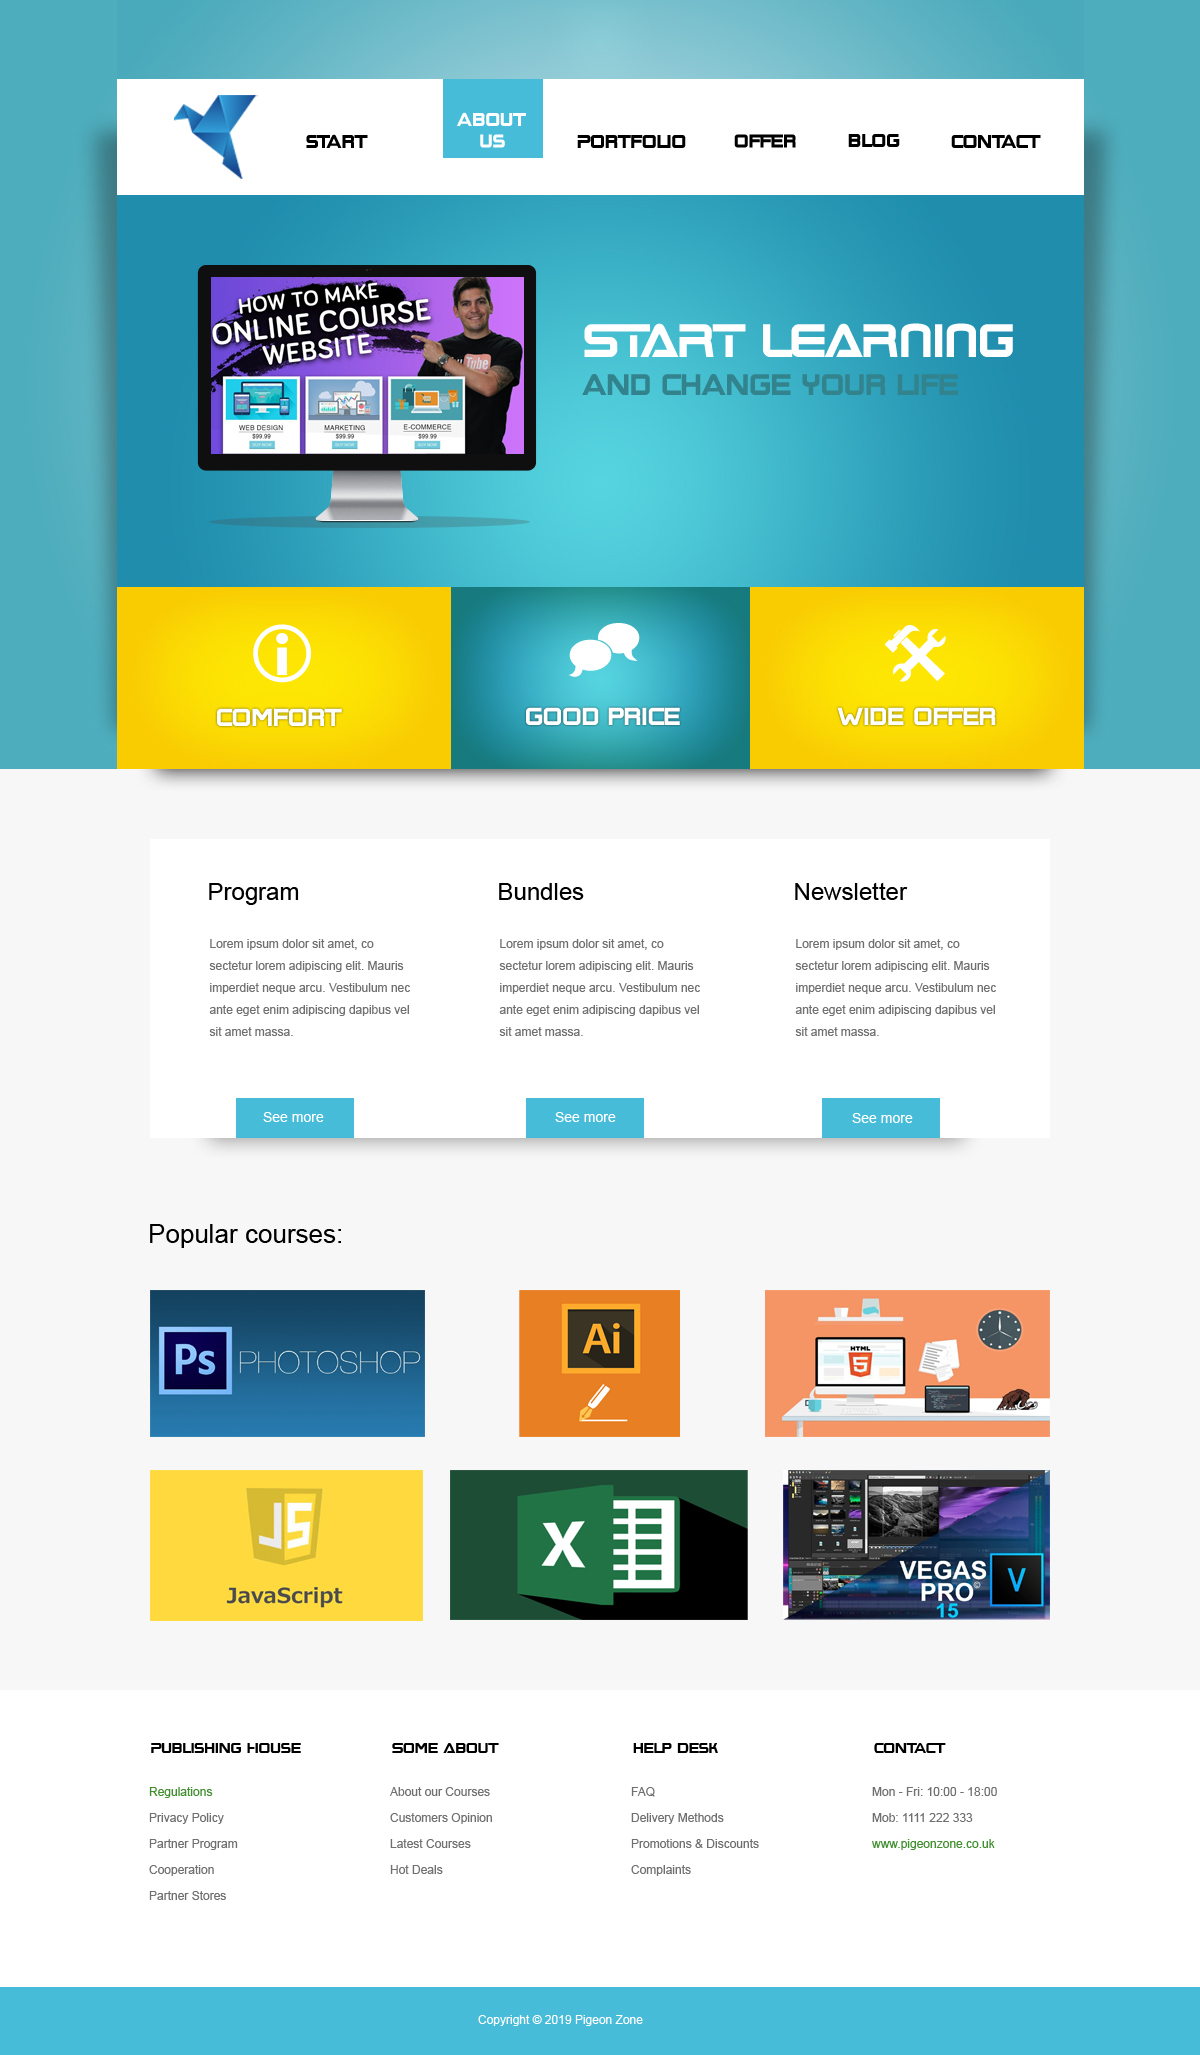 START
ABOUT
US
PORTFOLIO
OFFER
BLOG
CONTACT
HOW TO MAKE
ONLINE COURSE
WEBSITE
Tube
WEB DESIGN
$99.99
BUY NOW
MARKETING
$99.99
BUY NOW
E-COMMERCE
$99.99
BUY NOW
START LEARNING
AND CHANGE YOUR LIFE
COMFORT
GOOD PRICE
WIDE OFFER
Program
Lorem ipsum dolor sit amet, co
sectetur lorem adipiscing elit. Mauris
imperdiet neque arcu. Vestibulum nec
ante eget enim adipiscing dapibus vel
sit amet massa.
See more
Bundles
Lorem ipsum dolor sit amet, co
sectetur lorem adipiscing elit. Mauris
imperdiet neque arcu. Vestibulum nec
ante eget enim adipiscing dapibus vel
sit amet massa.
See more
Newsletter
Lorem ipsum dolor sit amet, co
sectetur lorem adipiscing elit. Mauris
imperdiet neque arcu. Vestibulum nec
ante eget enim adipiscing dapibus vel
sit amet massa.
See more
Popular courses:
Ps PHOTOSHOP
Ai
HTML
5
JS
JavaScript
X
VEGAS
PRO©
15
V
PUBLISHING HOUSE
Regulations
Privacy Policy
Partner Program
Cooperation
Partner Stores
SOME ABOUT
About our Courses
Customers Opinion
Latest Courses
Hot Deals
HELP DESK
FAQ
Delivery Methods
Promotions & Discounts
Complaints
CONTACT
Mon - Fri: 10:00 - 18:00
Mob: 1111 222 333
www.pigeonzone.co.uk
Copyright © 2019 Pigeon Zone